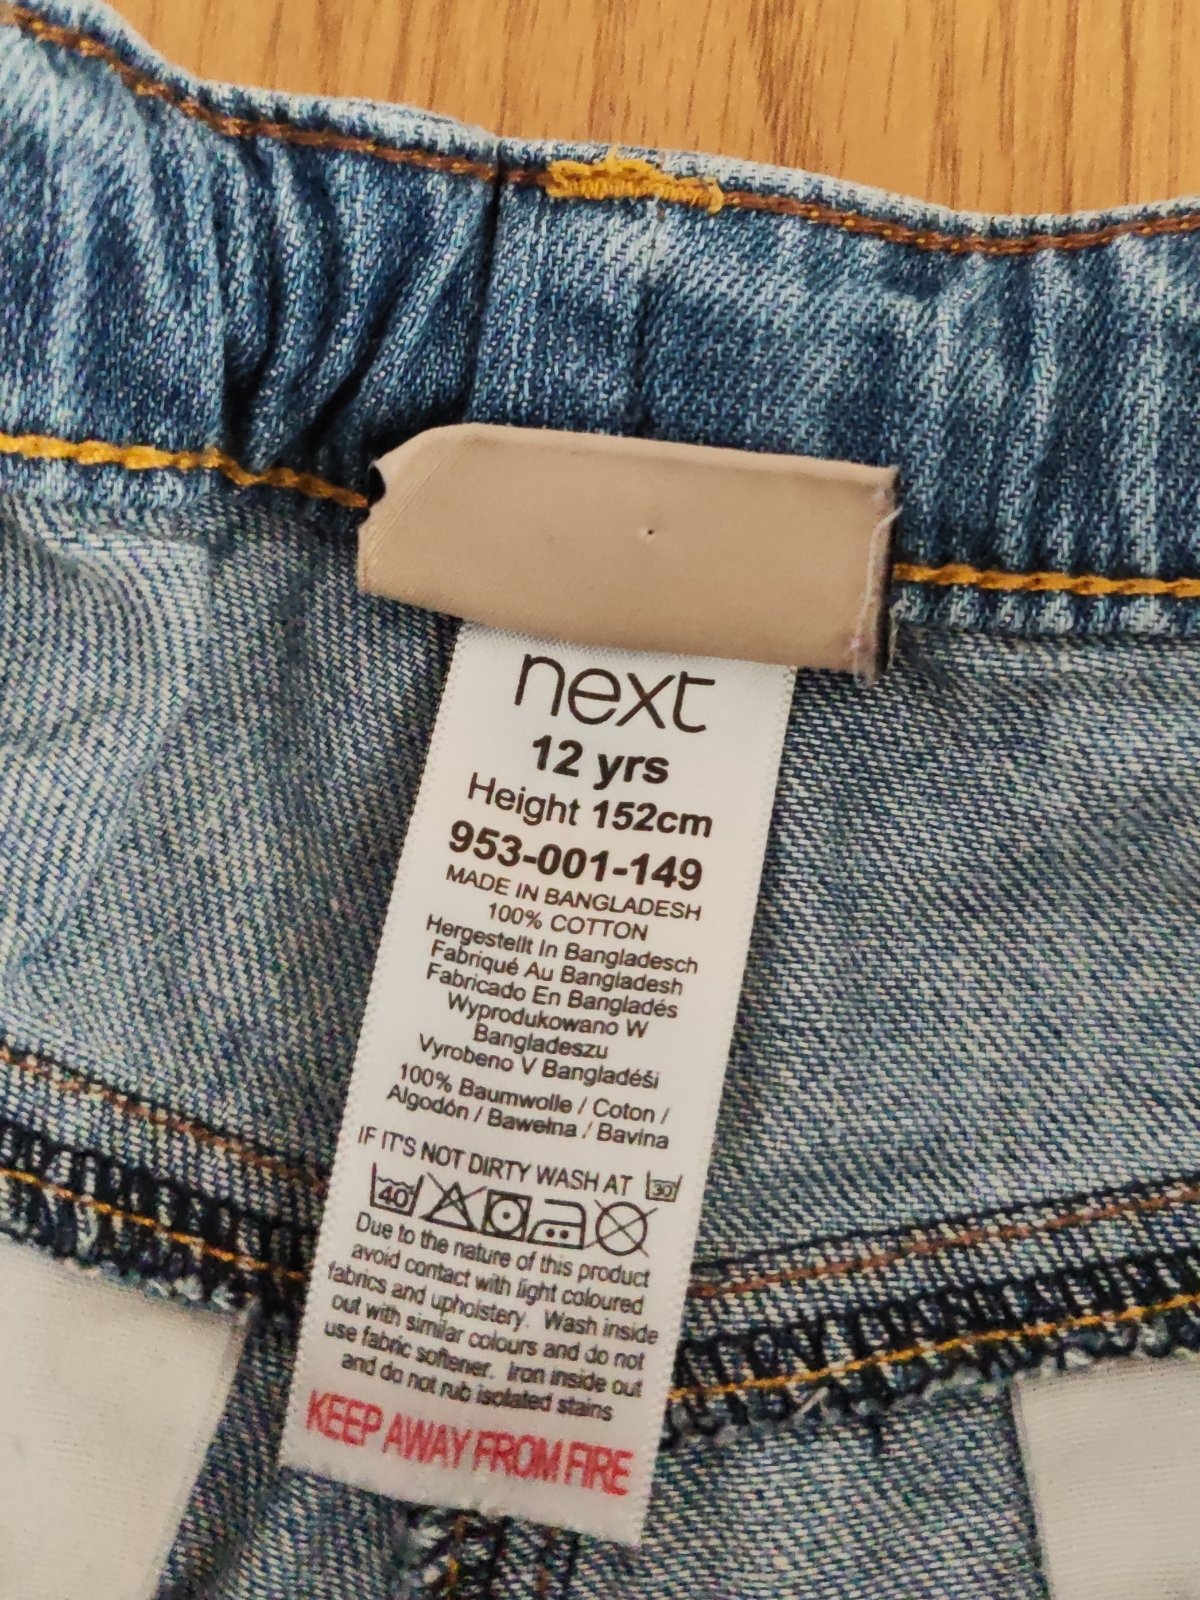 next
12 yrs
Height 152cm
953-001-149
MADE IN BANGLADESH
100% COTTON
Hergestellt In Bangladesch
Fabriqué Au Bangladesh
Fabricado En Bangladés
Wyprodukowano W
Bangladeszu
Vyrobeno V Bangladéši
100% Baumwolle / Coton /
Algodón / Bawełna / Bavlna
IF IT'S NOT DIRTY WASH AT 30
40
Due to the nature of this product
avoid contact with light coloured
fabrics and upholstery. Wash inside
out with similar colours and do not
use fabric softener. Iron inside out
and do not rub isolated stains
KEEP AWAY FROM FIRE